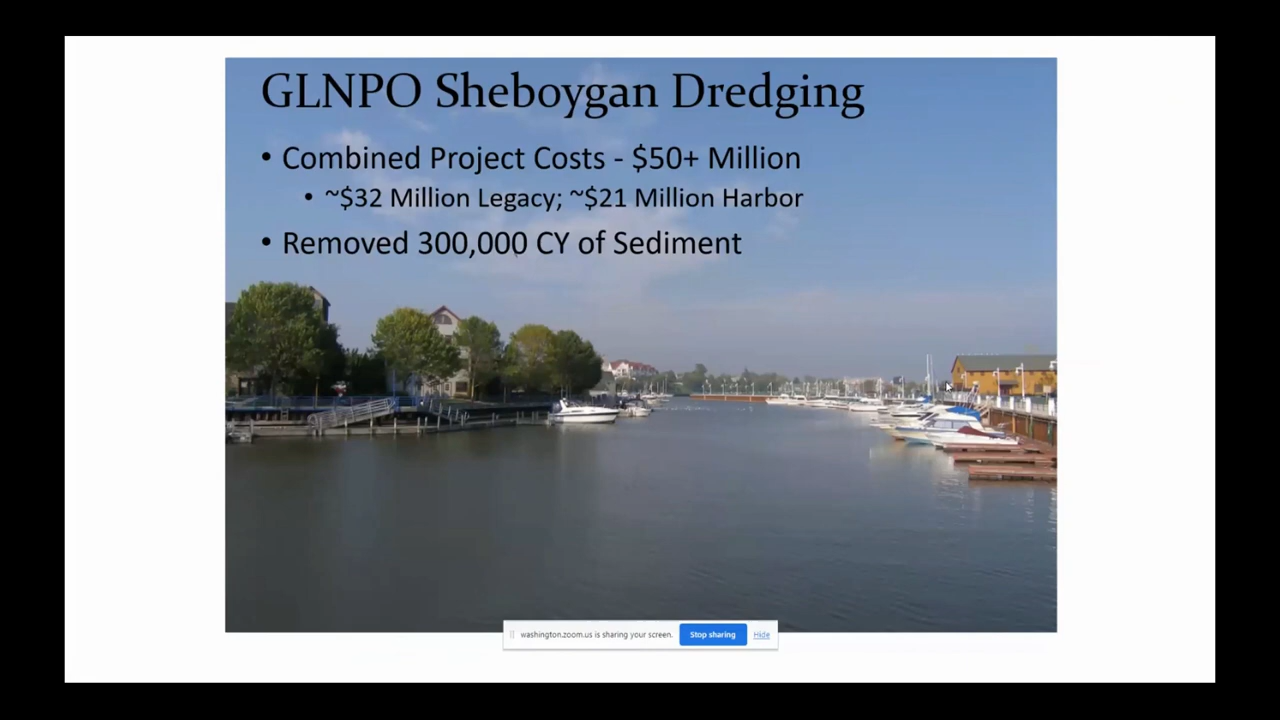 GLNPO Sheboygan Dredging
• Combined Project Costs - $50+ Million
• ~$32 Million Legacy; ~$21 Million Harbor
• Removed 300,000 CY of Sediment
washington.zoom.us is sharing your screen. Stop sharing Hide